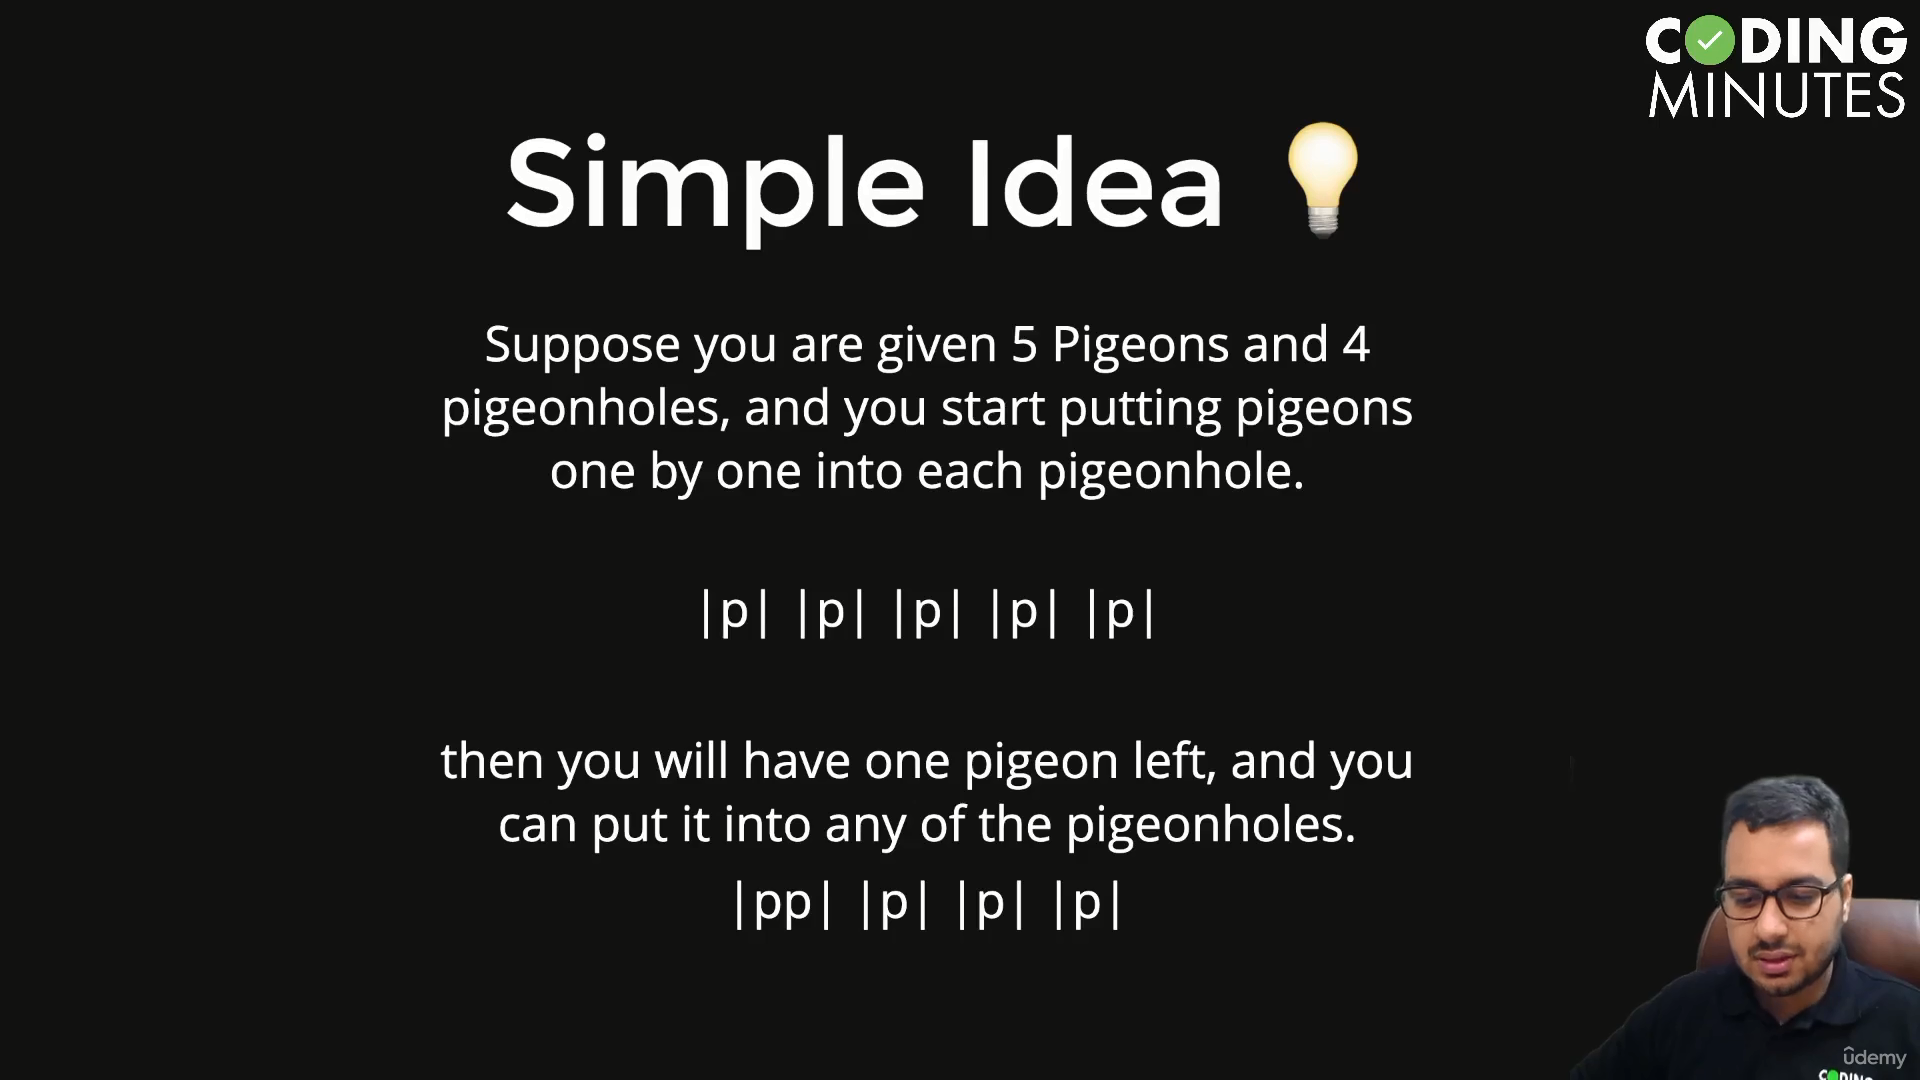 CODING
MINUTES
Simple Idea
Suppose you are given 5 Pigeons and 4
pigeonholes, and you start putting pigeons
one by one into each pigeonhole.
|p| |p| |p| |p| |p|
then you will have one pigeon left, and you
can put it into any of the pigeonholes.
|pp| |p| |p| |p|
udemy
CODING